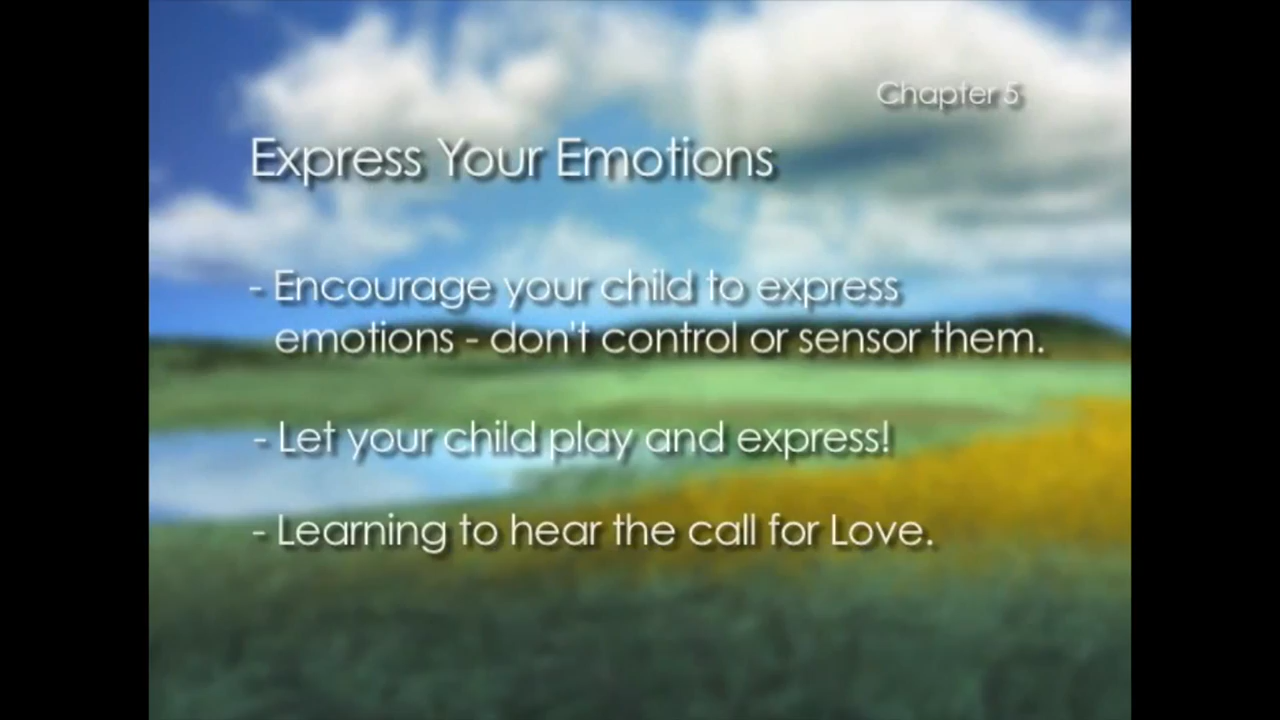 Chapter 5
Express Your Emotions
- Encourage your child to express
emotions - don't control or sensor them.
- Let your child play and express!
- Learning to hear the call for Love.